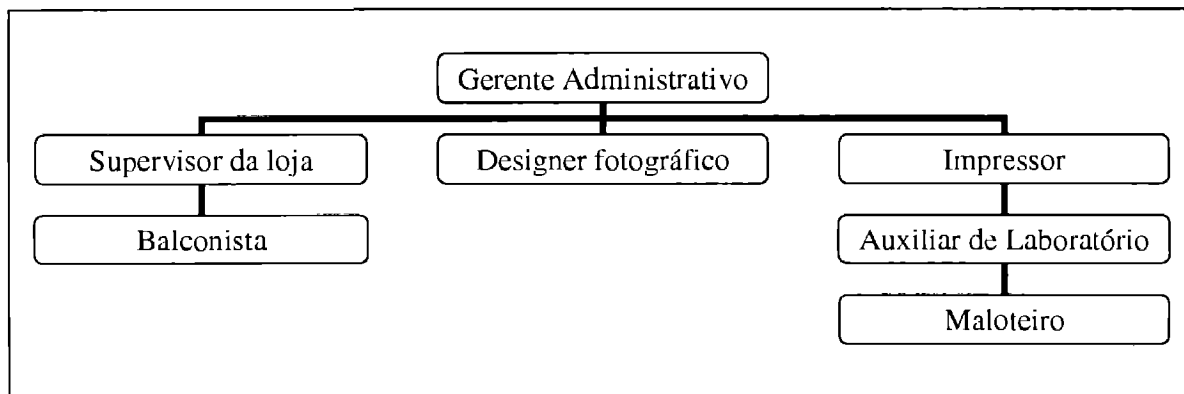 Gerente Administrativo
Supervisor da loja
Designer fotográfico
Impressor
Balconista
Auxiliar de Laboratório
Maloteiro